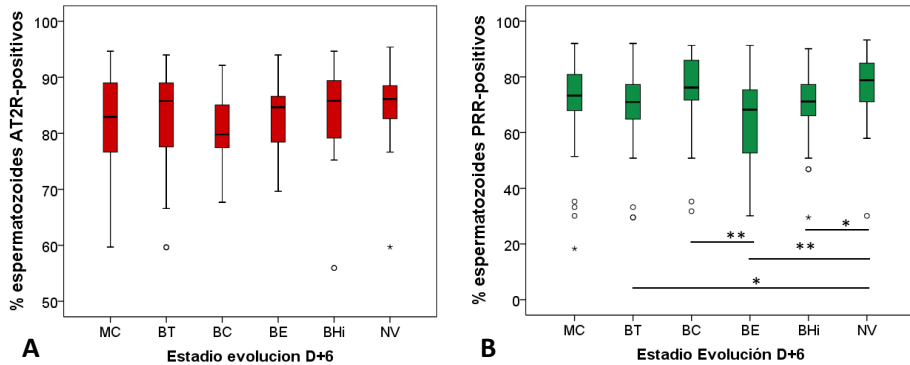 % espermatozoides AT2R-positivos
100%
90%
80%
70%
60%
50%
*
MC BT BC BE BHi NV
Estadio evolucion D+6
A
% espermatozoides PRR-positivos
100%
80%
60%
40%
20%
0%
*
*
**
*
**
*
MC BT BC BE BHi NV
Estadio Evolución D+6
B